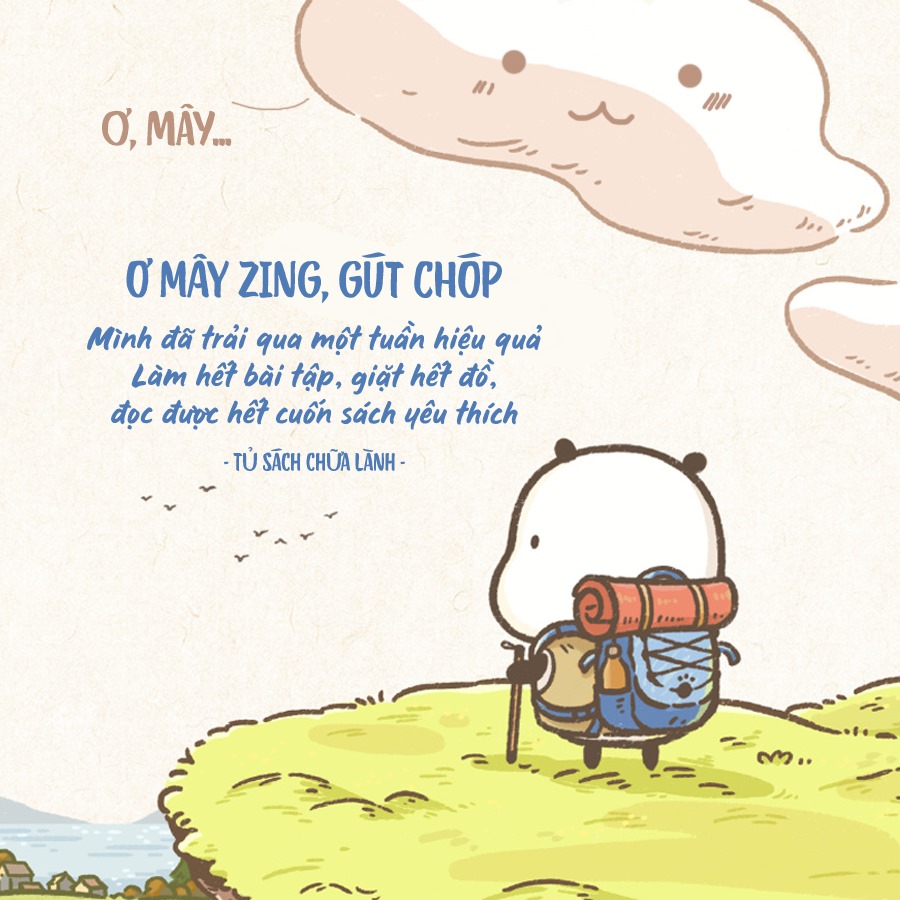 Ơ, MÂY...
Ơ MÂY ZING, GÚT CHÓP
Mình đã trải qua một tuần hiệu quả
Làm hết bài tập, giặt hết đồ,
đọc được hết cuốn sách yêu thích
- TỦ SÁCH CHỮA LÀNH -